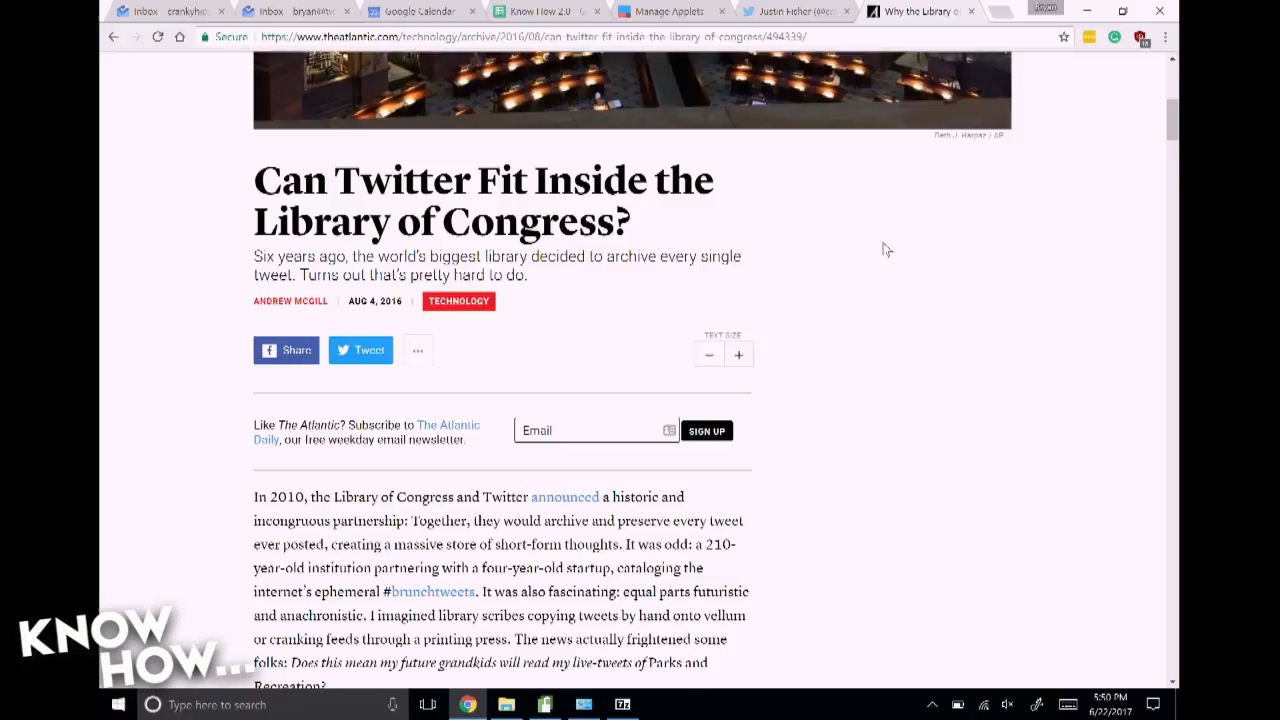 Inbox crankyhip
Inbox bryan@tw
Google Calendar
Know How 2.0
Manage Applets
Justin Fisher (@cr
Why the Library o
Bryan
Secure
https://www.theatlantic.com/technology/archive/2016/08/can-twitter-fit-inside-the-library-of-congress/494339/
Beth J. Harpaz / AP
Can Twitter Fit Inside the
Library of Congress?
Six years ago, the world's biggest library decided to archive every single
tweet. Turns out that's pretty hard to do.
ANDREW MCGILL | AUG 4, 2016 | TECHNOLOGY
Share
Tweet
...
TEXT SIZE
− +
Like The Atlantic? Subscribe to The Atlantic
Daily, our free weekday email newsletter.
Email
SIGN UP
In 2010, the Library of Congress and Twitter announced a historic and
incongruous partnership: Together, they would archive and preserve every tweet
ever posted, creating a massive store of short-form thoughts. It was odd: a 210-
year-old institution partnering with a four-year-old startup, cataloging the
internet's ephemeral #brunchtweets. It was also fascinating: equal parts futuristic
and anachronistic. I imagined library scribes copying tweets by hand onto vellum
or cranking feeds through a printing press. The news actually frightened some
folks: Does this mean my future grandkids will read my live-tweets of Parks and
Recreation?
KNOW
HOW...
Type here to search
5:50 PM
6/22/2017